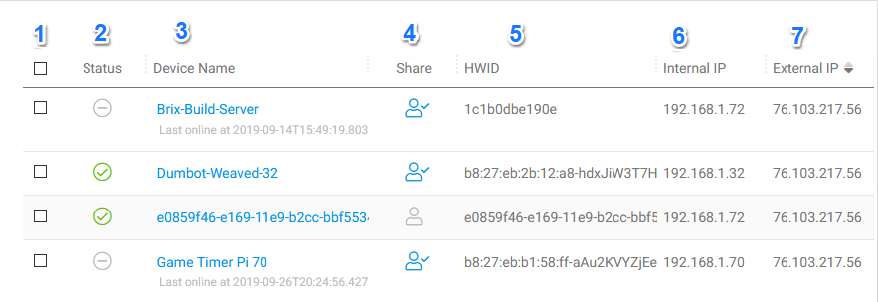 1 2 3 4 5 6 7
Status Device Name Share HWID Internal IP External IP
Brix-Build-Server 1c1b0dbe190e 192.168.1.72 76.103.217.56
Last online at 2019-09-14T15:49:19.803
Dumbot-Weaved-32 b8:27:eb:2b:12:a8-hdxJiW3T7H 192.168.1.32 76.103.217.56
e0859f46-e169-11e9-b2cc-bbf5534 e0859f46-e169-11e9-b2cc-bbf5 192.168.1.72 76.103.217.56
Game Timer Pi 70 b8:27:eb:b1:58:ff-aAu2KVYZjEe 192.168.1.70 76.103.217.56
Last online at 2019-09-26T20:24:56.427